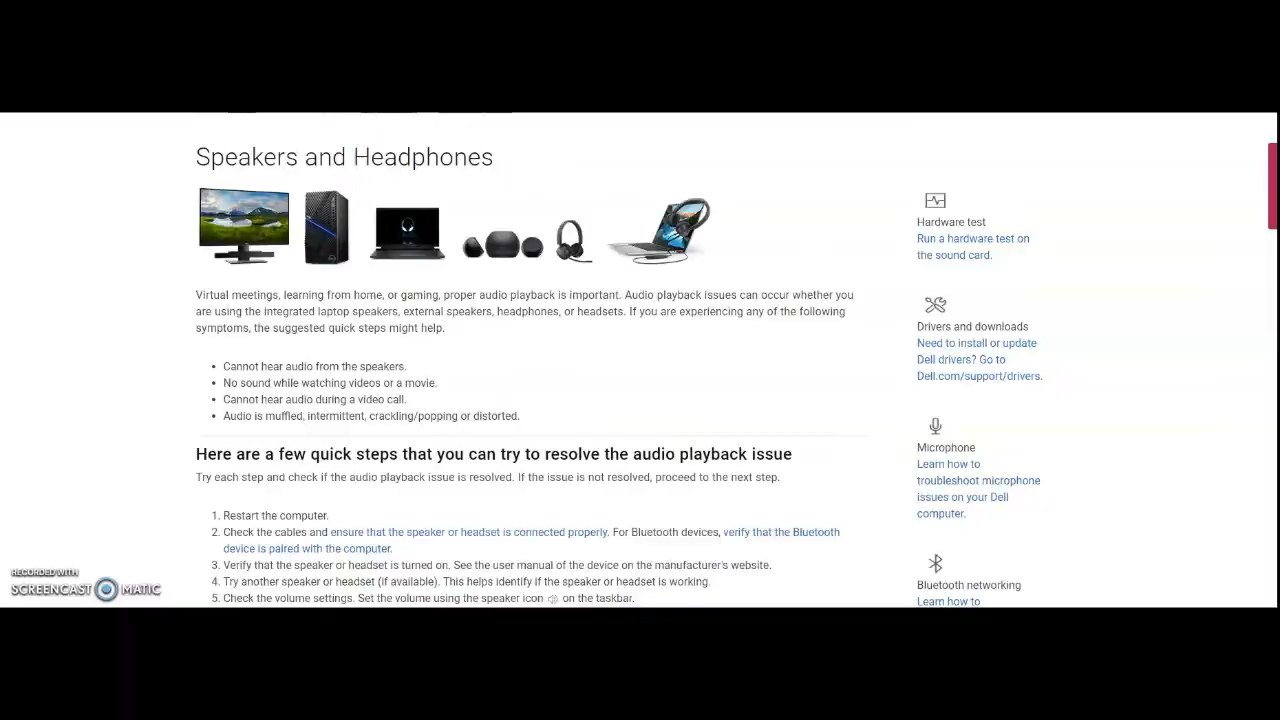 Speakers and Headphones
Virtual meetings, learning from home, or gaming, proper audio playback is important. Audio playback issues can occur whether you
are using the integrated laptop speakers, external speakers, headphones, or headsets. If you are experiencing any of the following
symptoms, the suggested quick steps might help.
• Cannot hear audio from the speakers.
• No sound while watching videos or a movie.
• Cannot hear audio during a video call.
• Audio is muffled, intermittent, crackling/popping or distorted.
Here are a few quick steps that you can try to resolve the audio playback issue
Try each step and check if the audio playback issue is resolved. If the issue is not resolved, proceed to the next step.
1. Restart the computer.
2. Check the cables and ensure that the speaker or headset is connected properly. For Bluetooth devices, verify that the Bluetooth
device is paired with the computer.
3. Verify that the speaker or headset is turned on. See the user manual of the device on the manufacturer's website.
4. Try another speaker or headset (if available). This helps identify if the speaker or headset is working.
5. Check the volume settings. Set the volume using the speaker icon on the taskbar.
Hardware test
Run a hardware test on
the sound card.
Drivers and downloads
Need to install or update
Dell drivers? Go to
Dell.com/support/drivers.
Microphone
Learn how to
troubleshoot microphone
issues on your Dell
computer.
Bluetooth networking
Learn how to
RECORDED WITH
SCREENCAST MATIC